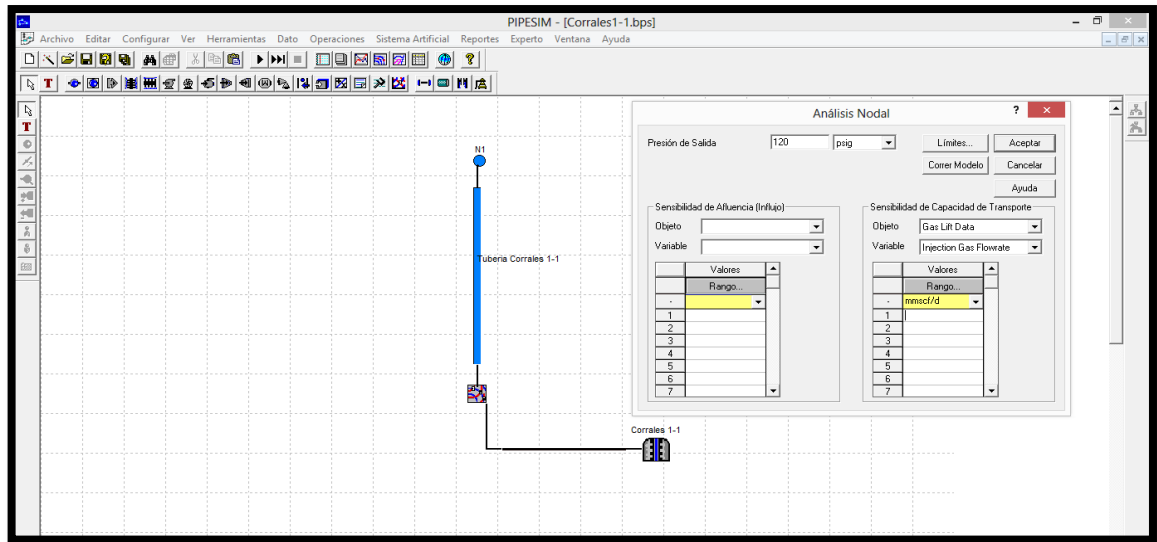 PIPESIM - [Corrales1-1.bps]
Archivo Editar Configurar Ver Herramientas Dato Operaciones Sistema Artificial Reportes Experto Ventana Ayuda
T
T
N1
Tuberia Corrales 1-1
Corrales 1-1
Análisis Nodal
Presión de Salida 120 psig Límites... Aceptar
Correr Modelo Cancelar
Ayuda
Sensibilidad de Afluencia (Influjo)
Objeto
Variable
Valores
Rango...
-
1
2
3
4
5
6
7
Sensibilidad de Capacidad de Transporte
Objeto Gas Lift Data
Variable Injection Gas Flowrate
Valores
Rango...
- mmscf/d
1
2
3
4
5
6
7